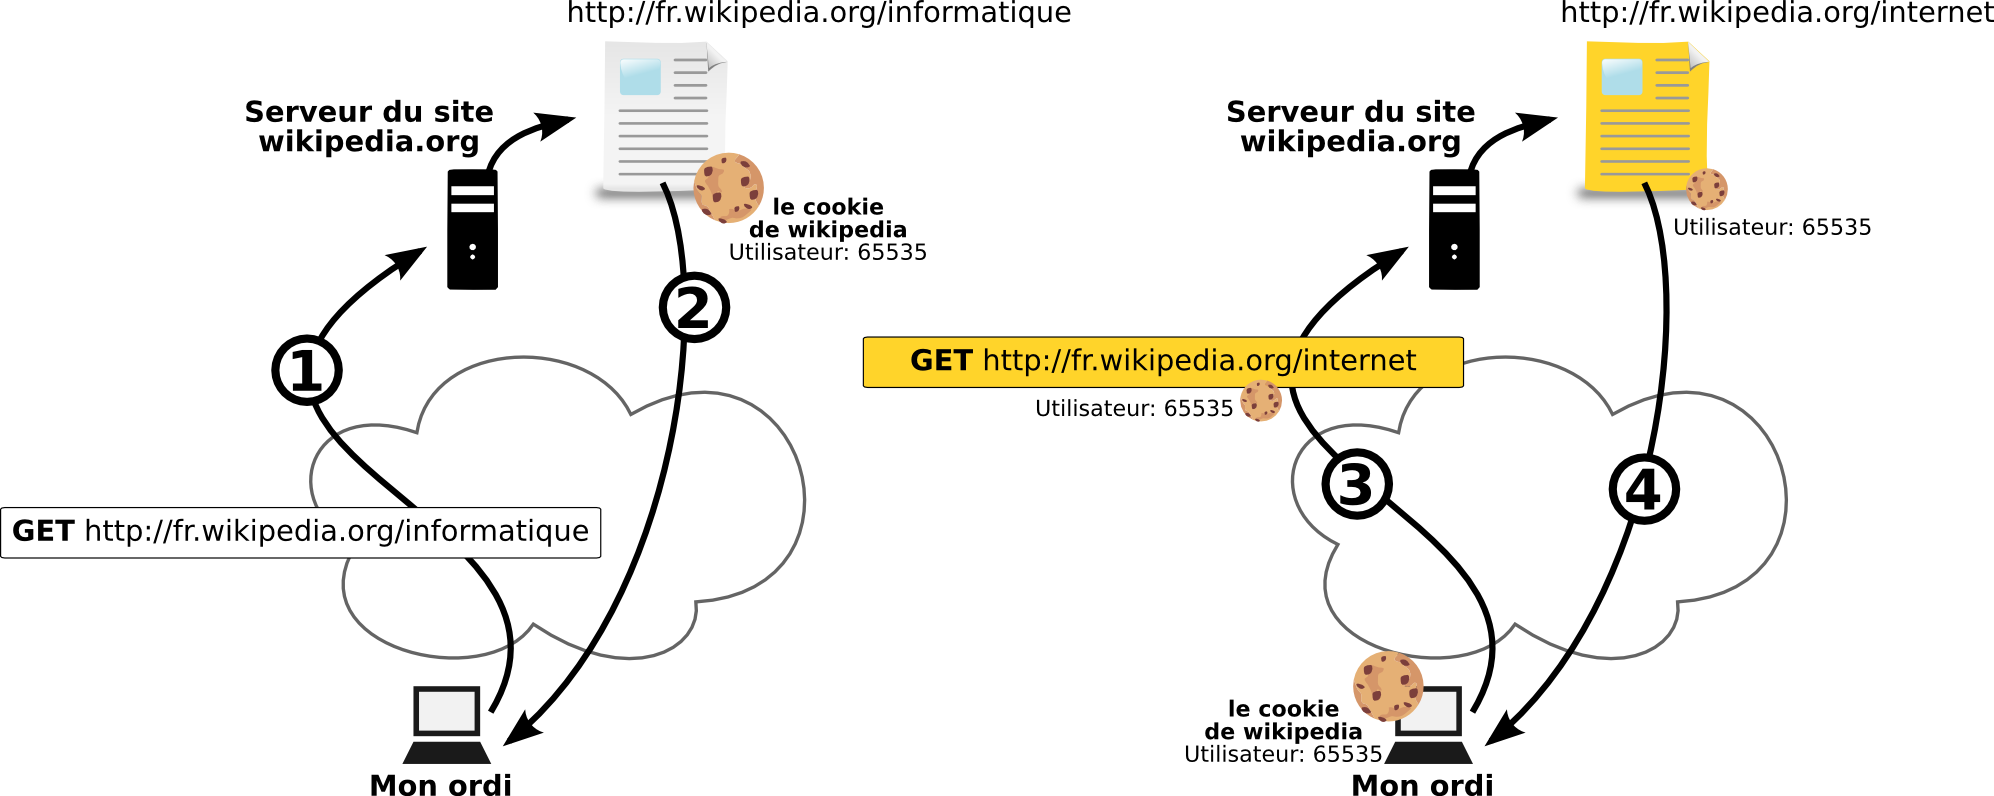 http://fr.wikipedia.org/informatique
Serveur du site
wikipedia.org
le cookie
de wikipedia
Utilisateur: 65535
2
1
GET http://fr.wikipedia.org/informatique
Mon ordi
http://fr.wikipedia.org/internet
Serveur du site
wikipedia.org
Utilisateur: 65535
GET http://fr.wikipedia.org/internet
Utilisateur: 65535
3
4
le cookie
de wikipedia
Utilisateur: 65535
Mon ordi